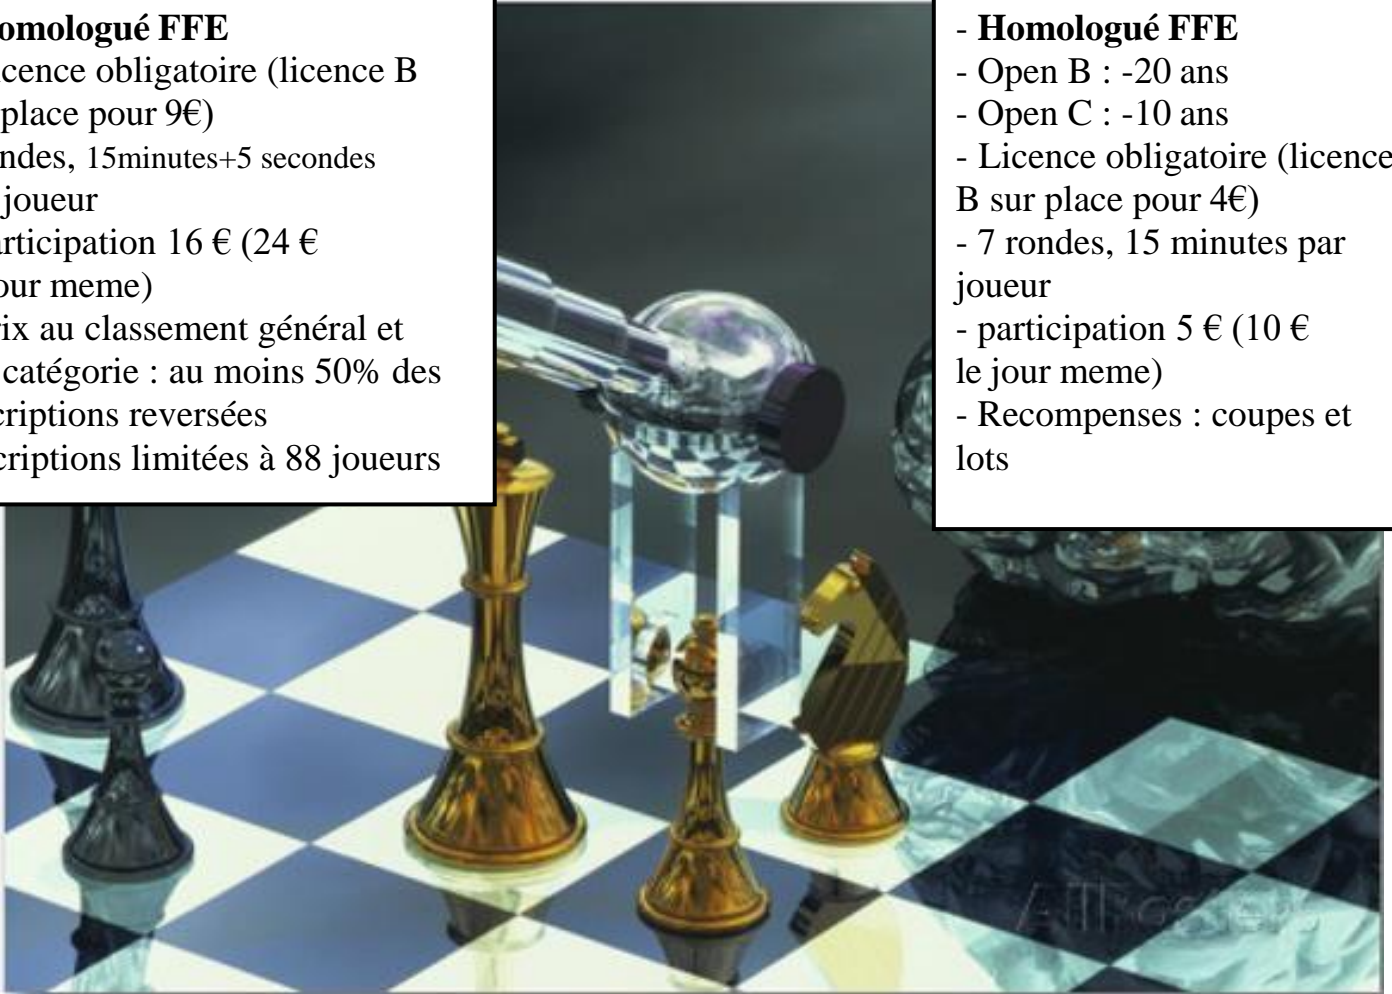 omologué FFE
icence obligatoire (licence B
place pour 9€)
ndes, 15minutes+5 secondes
joueur
articipation 16 € (24 €
our meme)
rix au classement général et
catégorie : au moins 50% des
criptions reversées
criptions limitées à 88 joueurs
- Homologué FFE
- Open B : -20 ans
- Open C : -10 ans
- Licence obligatoire (licence
B sur place pour 4€)
- 7 rondes, 15 minutes par
joueur
- participation 5 € (10 €
le jour meme)
- Recompenses : coupes et
lots
AllPosters